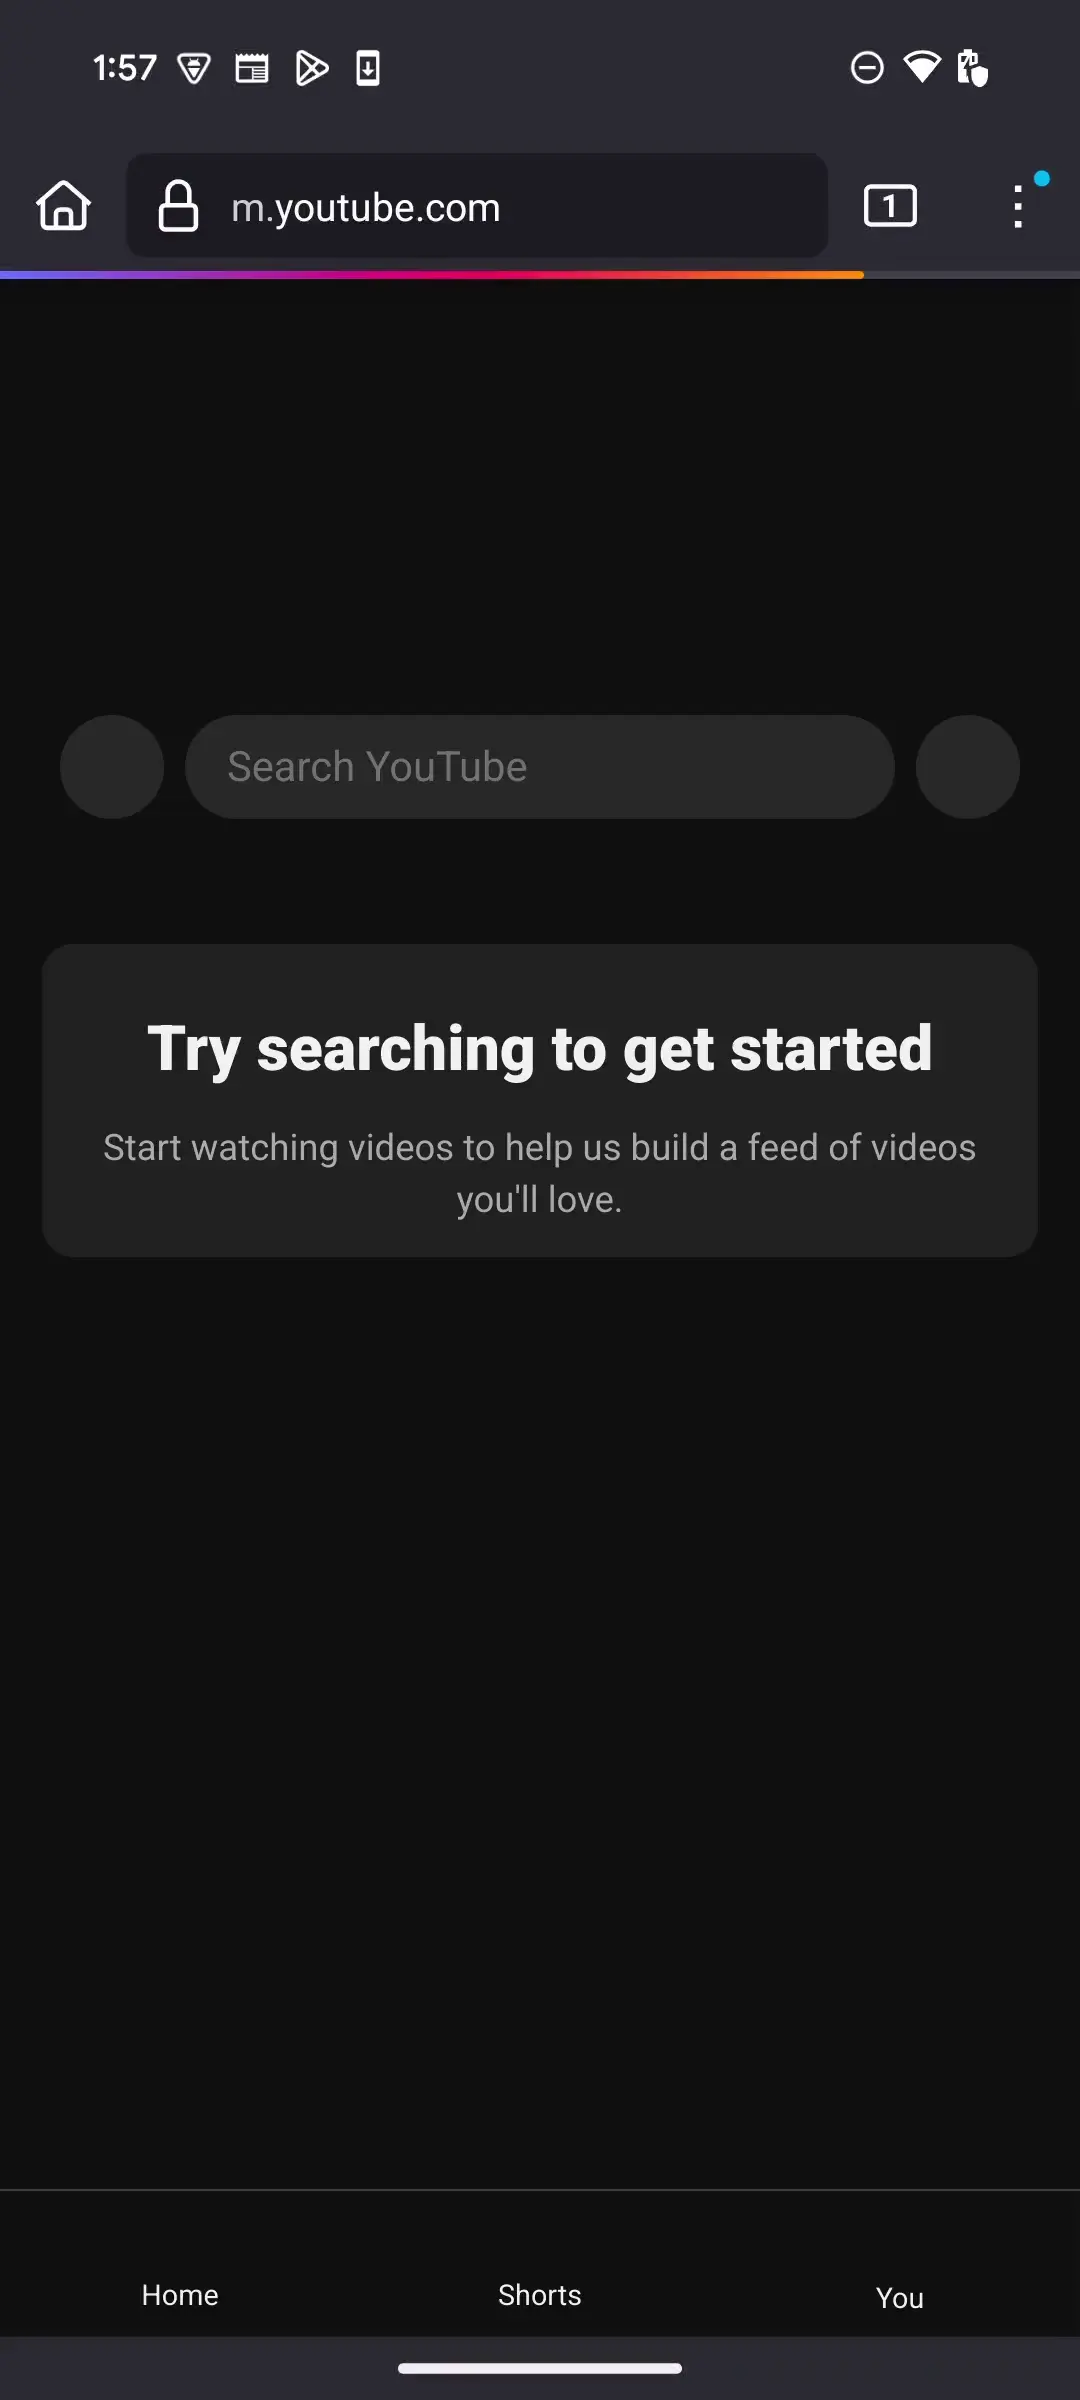 1:57
m.youtube.com
1
Search YouTube
Try searching to get started
Start watching videos to help us build a feed of videos
you'll love.
Home
Shorts
You